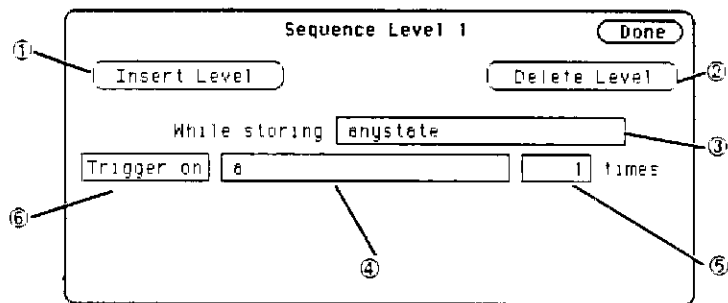 Sequence Level 1
Done
①
Insert Level
Delete Level
②
While storing anystate
③
Trigger on a 1 times
⑥
④
⑤